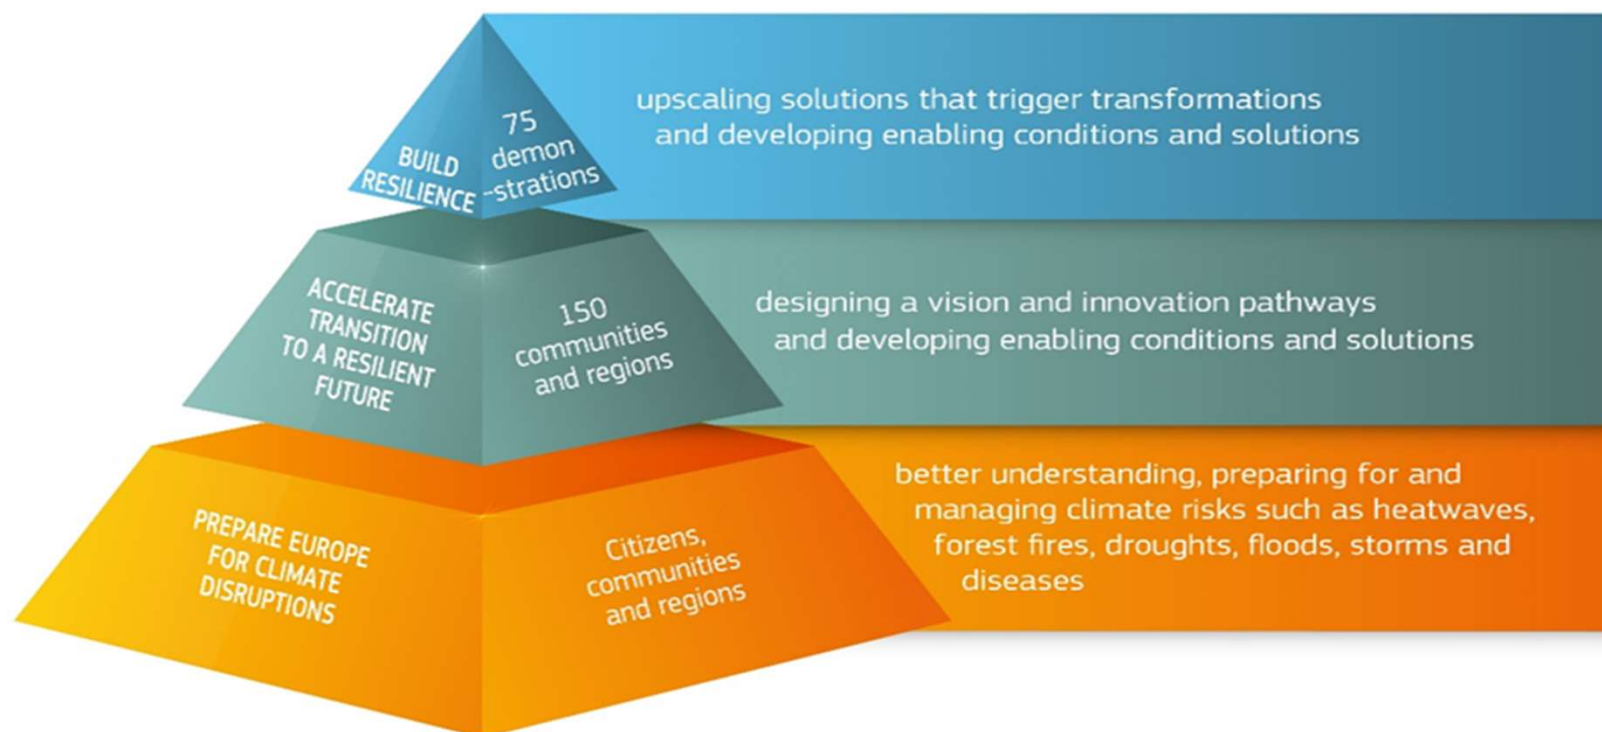 BUILD
RESILIENCE
75
demon
-strations
upscaling solutions that trigger transformations
and developing enabling conditions and solutions
ACCELERATE
TRANSITION
TO A RESILIENT
FUTURE
150
communities
and regions
designing a vision and innovation pathways
and developing enabling conditions and solutions
PREPARE EUROPE
FOR CLIMATE
DISRUPTIONS
Citizens,
communities
and regions
better understanding, preparing for and
managing climate risks such as heatwaves,
forest fires, droughts, floods, storms and
diseases